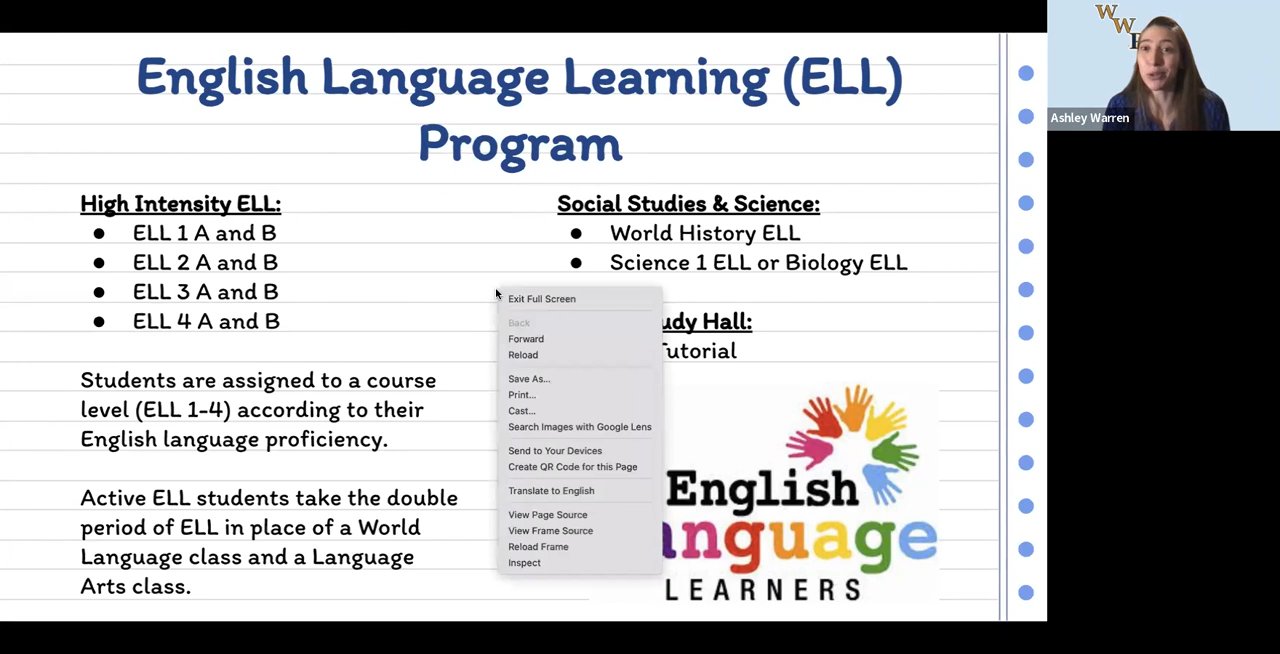 English Language Learning (ELL)
Program
High Intensity ELL:
● ELL 1 A and B
● ELL 2 A and B
● ELL 3 A and B
● ELL 4 A and B
Students are assigned to a course
level (ELL 1-4) according to their
English language proficiency.
Active ELL students take the double
period of ELL in place of a World
Language class and a Language
Arts class.
Social Studies & Science:
● World History ELL
● Science 1 ELL or Biology ELL
Hall:
Tutorial
Exit Full Screen
Back
Forward
Reload
Save As...
Print...
Cast...
Search Images with Google Lens
Send to Your Devices
Create QR Code for this Page
Translate to English
View Page Source
View Frame Source
Reload Frame
Inspect
English
anguage
LEARNERS
WW
Ashley Warren